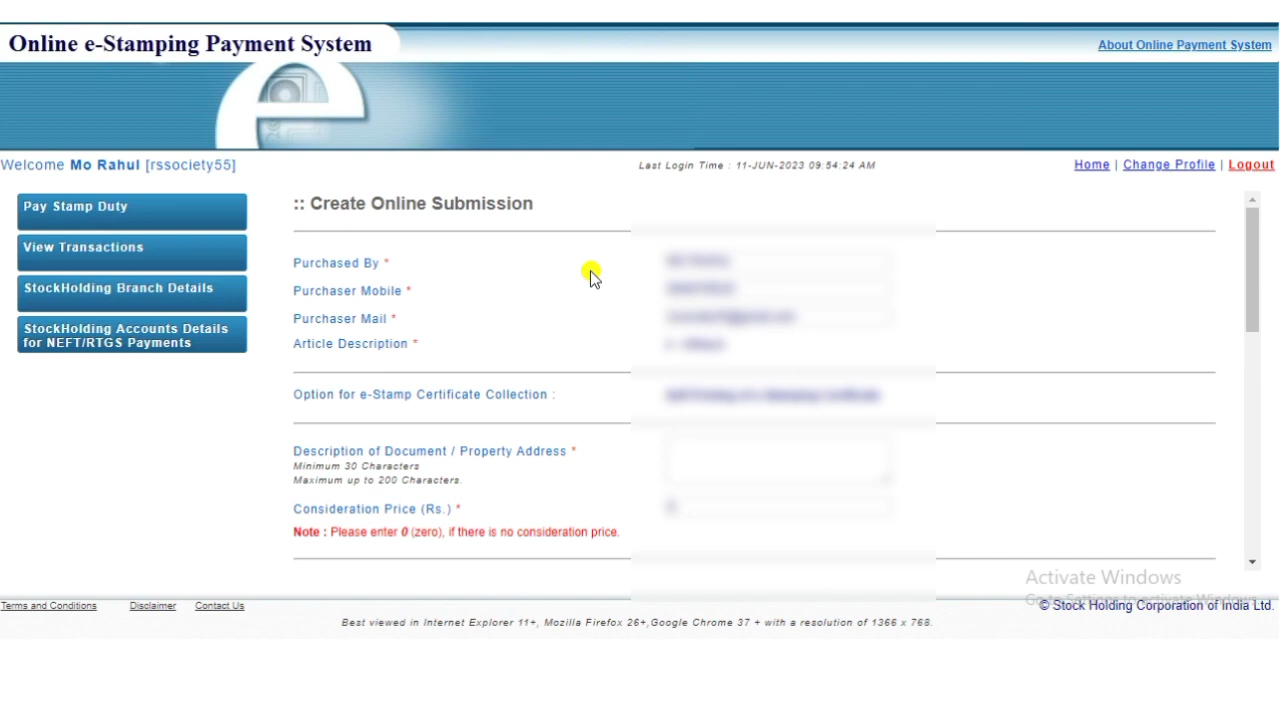 Online e-Stamping Payment System
About Online Payment System
Welcome Mo Rahul [rssociety55]
Last Login Time : 11-JUN-2023 09:54:24 AM
Home | Change Profile | Logout
Pay Stamp Duty
View Transactions
StockHolding Branch Details
StockHolding Accounts Details
for NEFT/RTGS Payments
:: Create Online Submission
Purchased By *
Purchaser Mobile *
Purchaser Mail *
Article Description *
Option for e-Stamp Certificate Collection :
Description of Document / Property Address *
Minimum 30 Characters
Maximum up to 200 Characters.
Consideration Price (Rs.) *
Note : Please enter 0 (zero), if there is no consideration price.
Activate Windows
Go to Settings to activate Windows.
Terms and Conditions
Disclaimer
Contact Us
© Stock Holding Corporation of India Ltd.
Best viewed in Internet Explorer 11+, Mozilla Firefox 26+,Google Chrome 37 + with a resolution of 1366 x 768.